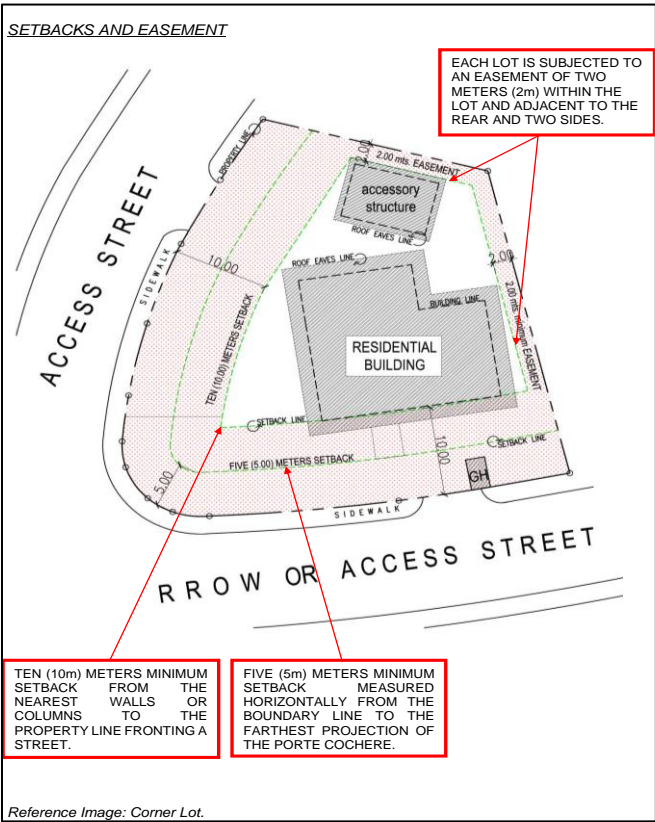 SETBACKS AND EASEMENT
EACH LOT IS SUBJECTED TO
AN EASEMENT OF TWO
METERS (2m) WITHIN THE
LOT AND ADJACENT TO THE
REAR AND TWO SIDES.
PROPERTY LINE
2.00
2.00 mts. EASEMENT
accessory
structure
ROOF EAVES LINE
ACCESS STREET
SIDEWALK
10.00
ROOF EAVES LINE
2.00
2.00 mts. minimum EASEMENT
BUILDING LINE
TEN (10.00) METERS SETBACK
RESIDENTIAL
BUILDING
SETBACK LINE
10.00
SETBACK LINE
FIVE (5.00) METERS SETBACK
5.00
GH
SIDEWALK
RROW OR ACCESS STREET
TEN (10m) METERS MINIMUM
SETBACK FROM THE
NEAREST WALLS OR
COLUMNS TO THE
PROPERTY LINE FRONTING A
STREET.
FIVE (5m) METERS MINIMUM
SETBACK MEASURED
HORIZONTALLY FROM THE
BOUNDARY LINE TO THE
FARTHEST PROJECTION OF
THE PORTE COCHERE.
Reference Image: Corner Lot.